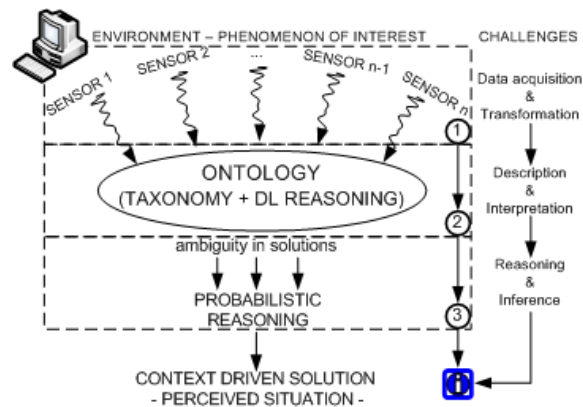 ENVIRONMENT – PHENOMENON OF INTEREST
CHALLENGES
SENSOR 1
SENSOR 2
...
SENSOR n-1
SENSOR n
Data acquisition
&
Transformation
1
ONTOLOGY
(TAXONOMY + DL REASONING)
Description
&
Interpretation
2
ambiguity in solutions
Reasoning
&
Inference
PROBABILISTIC
REASONING
3
CONTEXT DRIVEN SOLUTION
- PERCEIVED SITUATION -
i